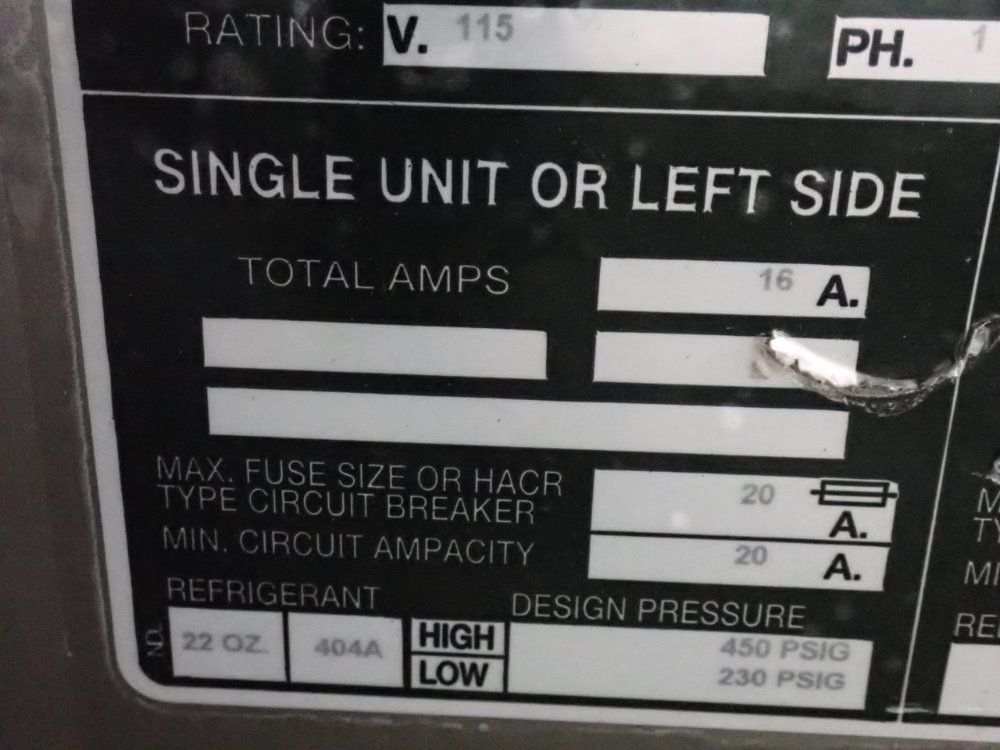 RATING: V. 115 PH. 1
SINGLE UNIT OR LEFT SIDE
TOTAL AMPS 16 A.
MAX. FUSE SIZE OR HACR
TYPE CIRCUIT BREAKER 20 A.
MIN. CIRCUIT AMPACITY 20 A.
REFRIGERANT DESIGN PRESSURE
22 OZ. 404A HIGH 450 PSIG
LOW 230 PSIG